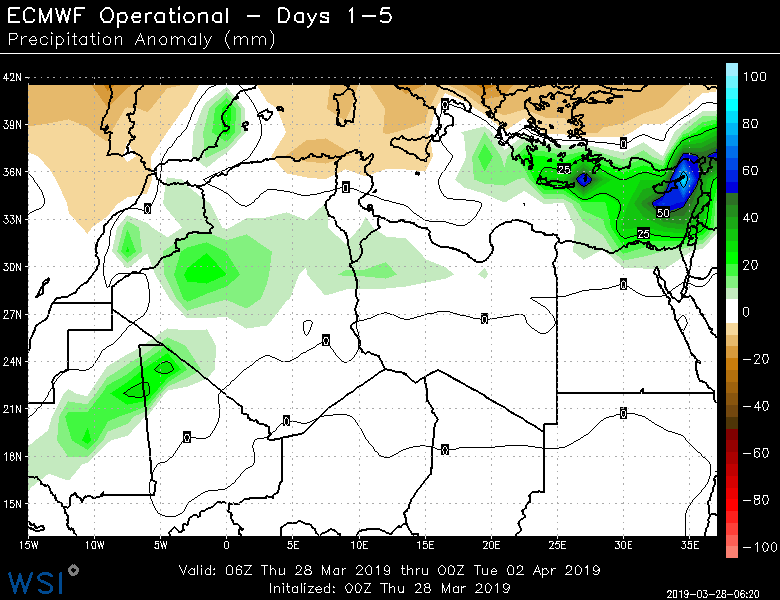 ECMWF Operational – Days 1–5
Precipitation Anomaly (mm)
42N
39N
36N
33N
30N
27N
24N
21N
18N
15N
15W 10W 5W 0 5E 10E 15E 20E 25E 30E 35E
0
0
25
0
50
0
25
0
0
0
0
0
0
0
100
80
60
40
20
0
−20
−40
−60
−80
−100
Valid: 06Z Thu 28 Mar 2019 thru 00Z Tue 02 Apr 2019
Initalized: 00Z Thu 28 Mar 2019
WSI
2019-03-28-06:20